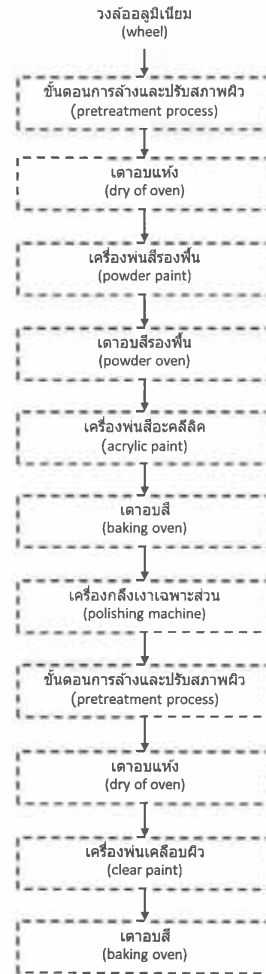 วงล้ออลูมิเนียม
(wheel)
ขั้นตอนการล้างและปรับสภาพผิว
(pretreatment process)
เตาอบแห้ง
(dry of oven)
เครื่องพ่นสีรองพื้น
(powder paint)
เตาอบสีรองพื้น
(powder oven)
เครื่องพ่นสีอะคลีลิค
(acrylic paint)
เตาอบสี
(baking oven)
เครื่องกลึงเงาเฉพาะส่วน
(polishing machine)
ขั้นตอนการล้างและปรับสภาพผิว
(pretreatment process)
เตาอบแห้ง
(dry of oven)
เครื่องพ่นเคลือบผิว
(clear paint)
เตาอบสี
(baking oven)